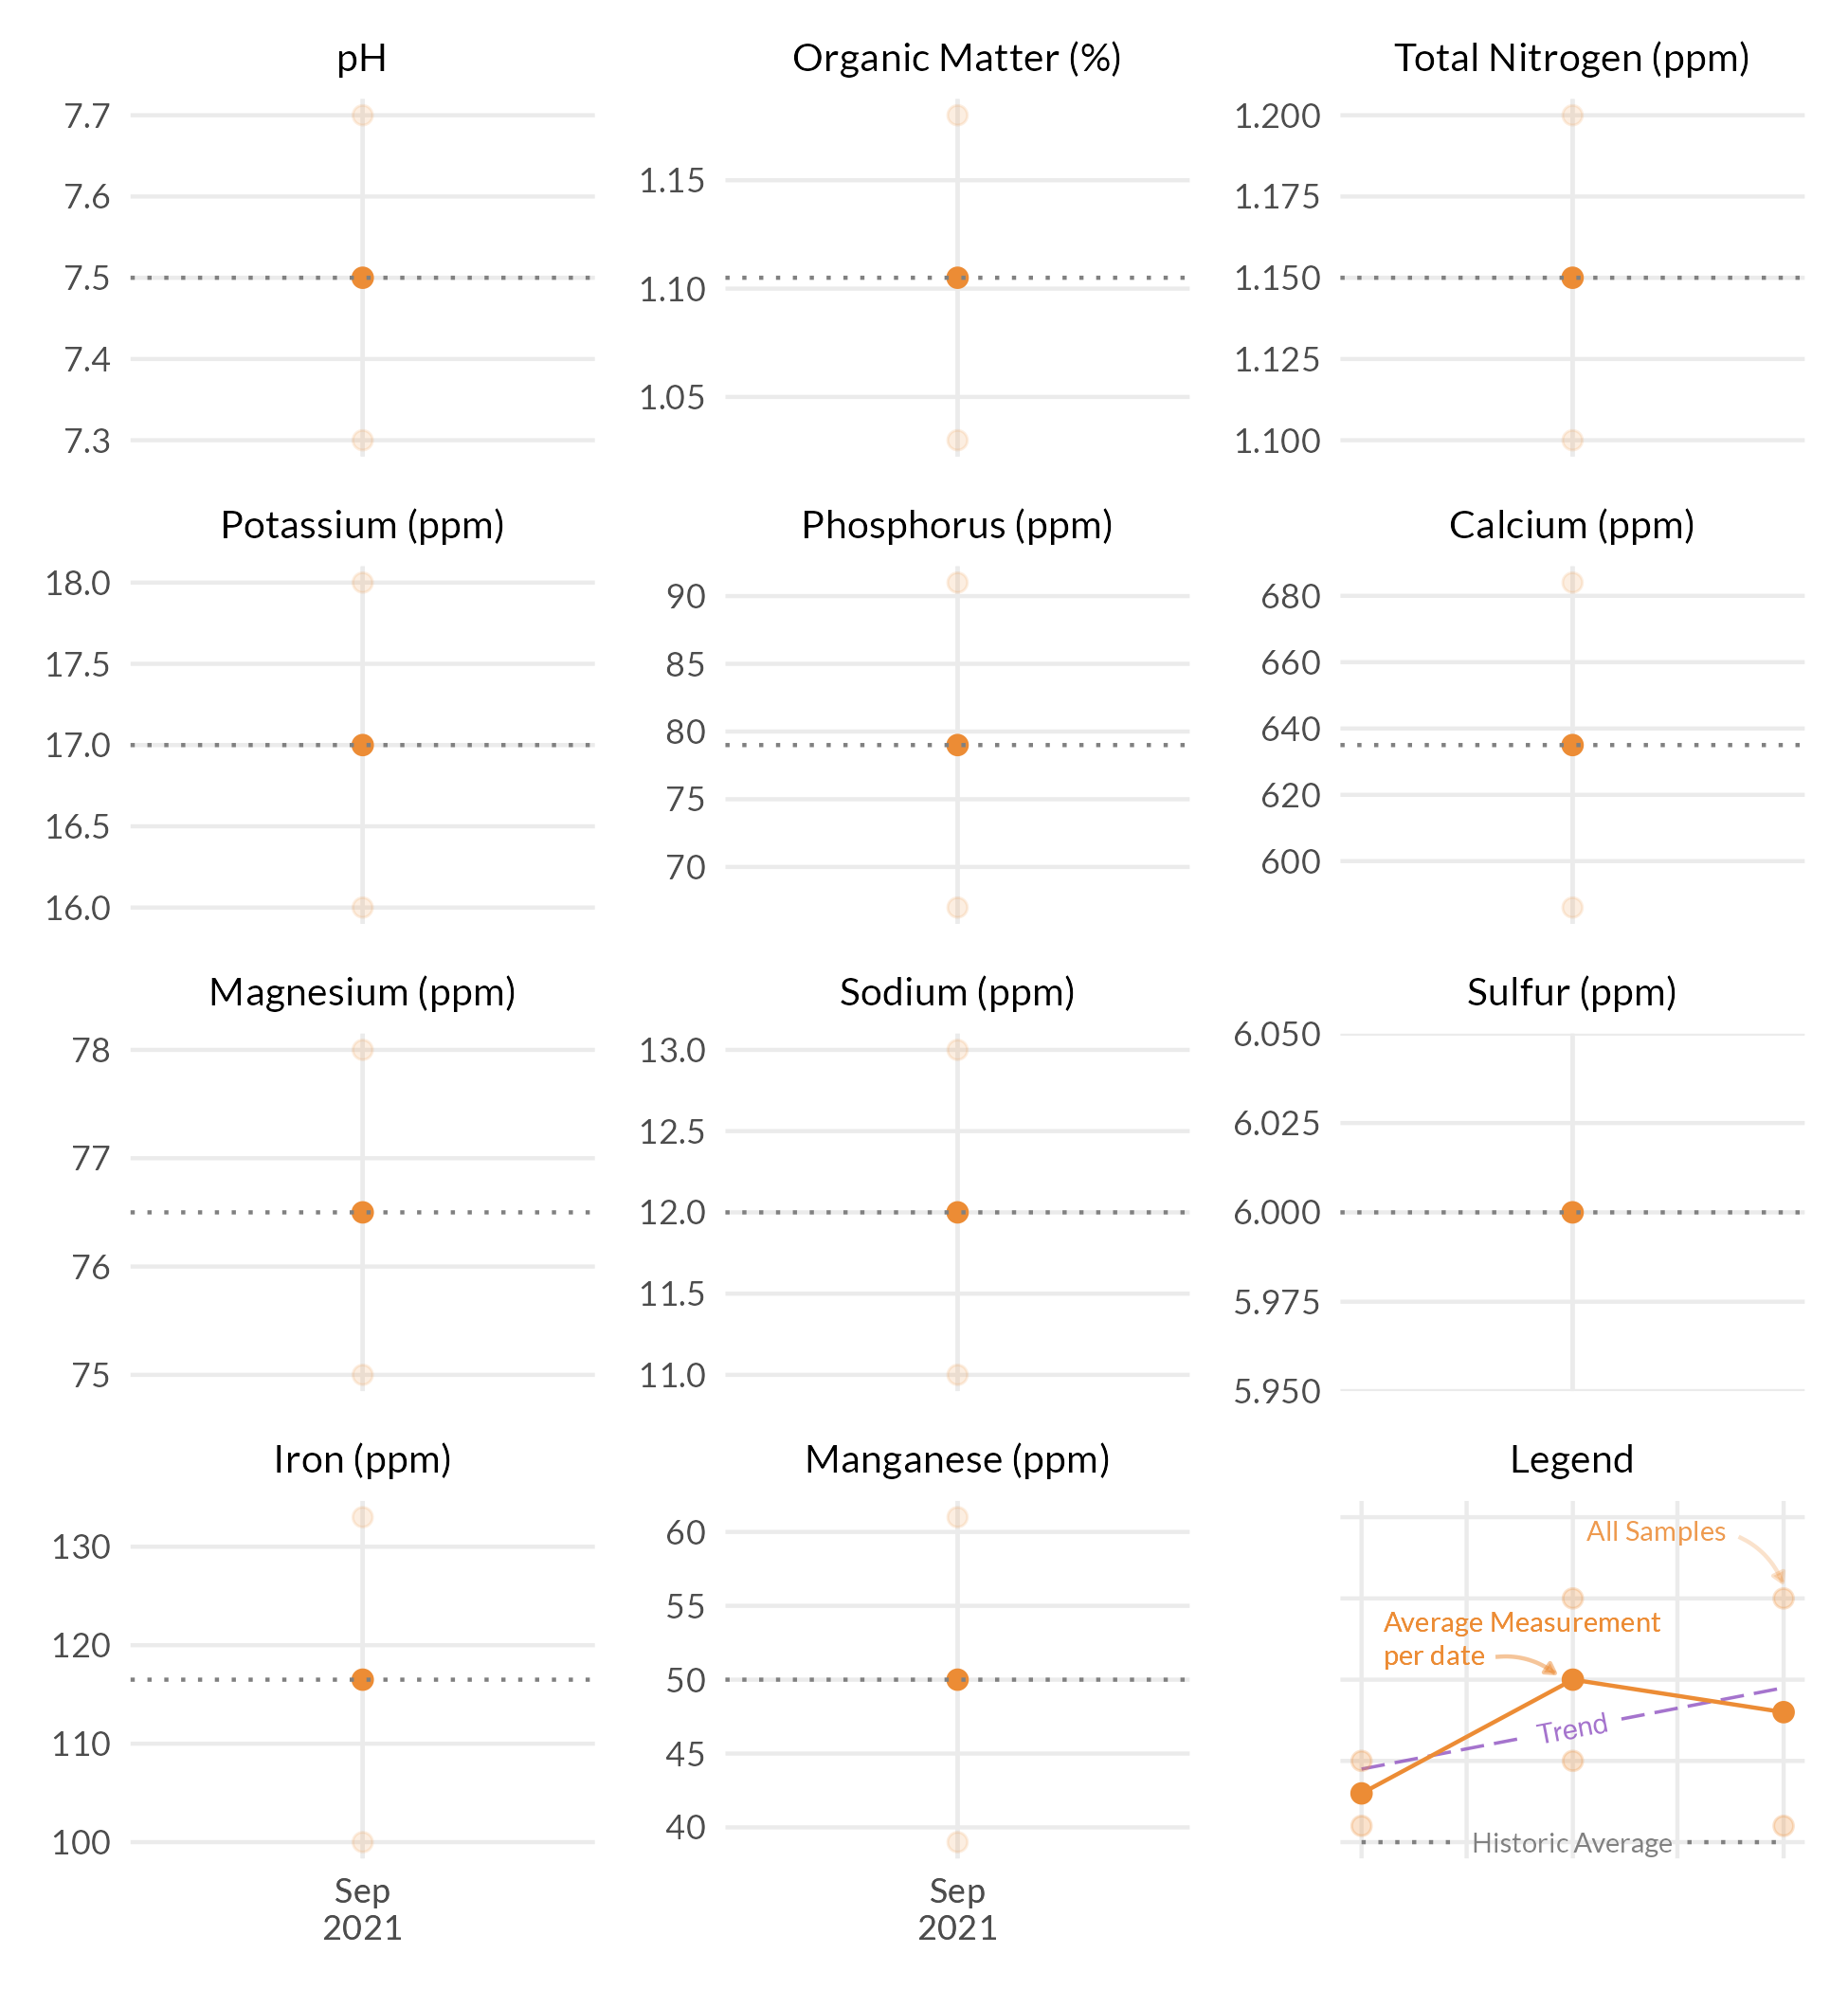 pH
7.7
7.6
7.5
7.4
7.3
Organic Matter (%)
1.15
1.10
1.05
Total Nitrogen (ppm)
1.200
1.175
1.150
1.125
1.100
Potassium (ppm)
18.0
17.5
17.0
16.5
16.0
Phosphorus (ppm)
90
85
80
75
70
Calcium (ppm)
680
660
640
620
600
Magnesium (ppm)
78
77
76
75
Sodium (ppm)
13.0
12.5
12.0
11.5
11.0
Sulfur (ppm)
6.050
6.025
6.000
5.975
5.950
Iron (ppm)
130
120
110
100
Sep
2021
Manganese (ppm)
60
55
50
45
40
Sep
2021
Legend
All Samples
Average Measurement
per date
Trend
Historic Average